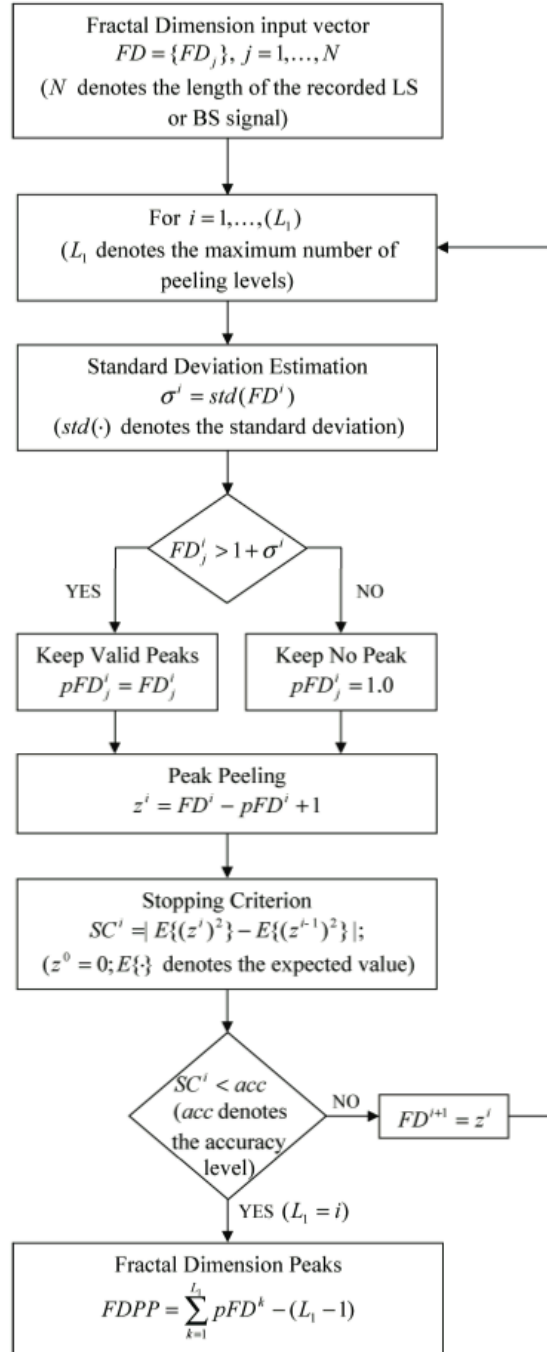 Fractal Dimension input vector
FD = {FD_j}, j = 1,…,N
(N denotes the length of the recorded LS
or BS signal)
For i = 1,…,(L_1)
(L_1 denotes the maximum number of
peeling levels)
Standard Deviation Estimation
σ^i = std(FD^i)
(std(·) denotes the standard deviation)
FD_j^i > 1 + σ^i
YES
NO
Keep Valid Peaks
pFD_j^i = FD_j^i
Keep No Peak
pFD_j^i = 1.0
Peak Peeling
z^i = FD^i − pFD^i + 1
Stopping Criterion
SC^i = | E{(z^i)^2} − E{(z^{i-1})^2} |;
(z^0 = 0; E{·} denotes the expected value)
SC^i < acc
(acc denotes
the accuracy
level)
NO
FD^{i+1} = z^i
YES (L_1 = i)
Fractal Dimension Peaks
FDPP = ∑_{k=1}^{L_1} pFD^k − (L_1 − 1)